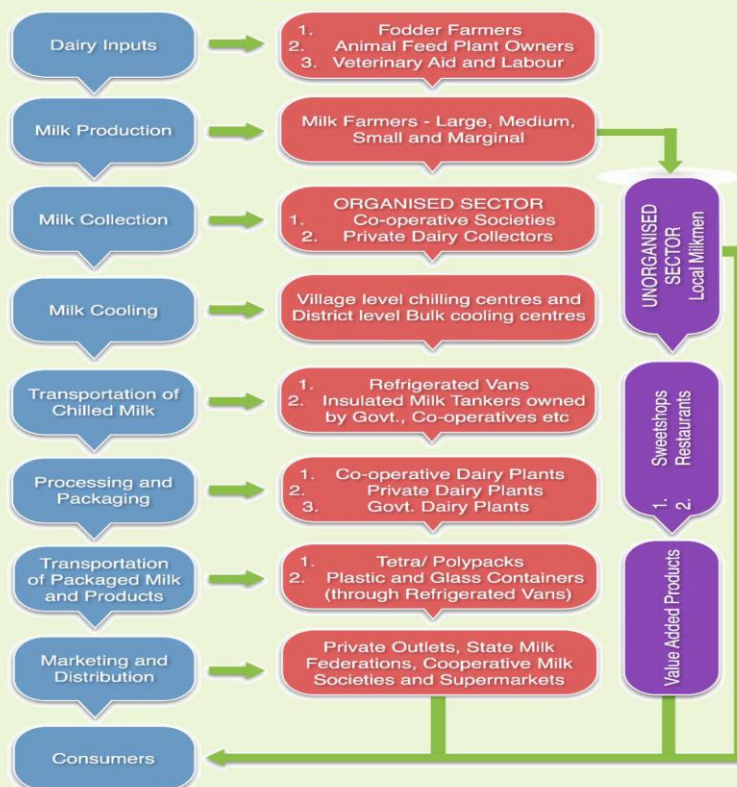 Dairy Inputs
1. Fodder Farmers
2. Animal Feed Plant Owners
3. Veterinary Aid and Labour
Milk Production
Milk Farmers - Large, Medium,
Small and Marginal
Milk Collection
ORGANISED SECTOR
1. Co-operative Societies
2. Private Dairy Collectors
UNORGANISED
SECTOR
Local Milkmen
Milk Cooling
Village level chilling centres and
District level Bulk cooling centres
Transportation of
Chilled Milk
1. Refrigerated Vans
2. Insulated Milk Tankers owned
by Govt., Co-operatives etc
1. Sweetshops
2. Restaurants
Processing and
Packaging
1. Co-operative Dairy Plants
2. Private Dairy Plants
3. Govt. Dairy Plants
Transportation
of Packaged Milk
and Products
1. Tetra/ Polypacks
2. Plastic and Glass Containers
(through Refrigerated Vans)
Value Added Products
Marketing and
Distribution
Private Outlets, State Milk
Federations, Cooperative Milk
Societies and Supermarkets
Consumers